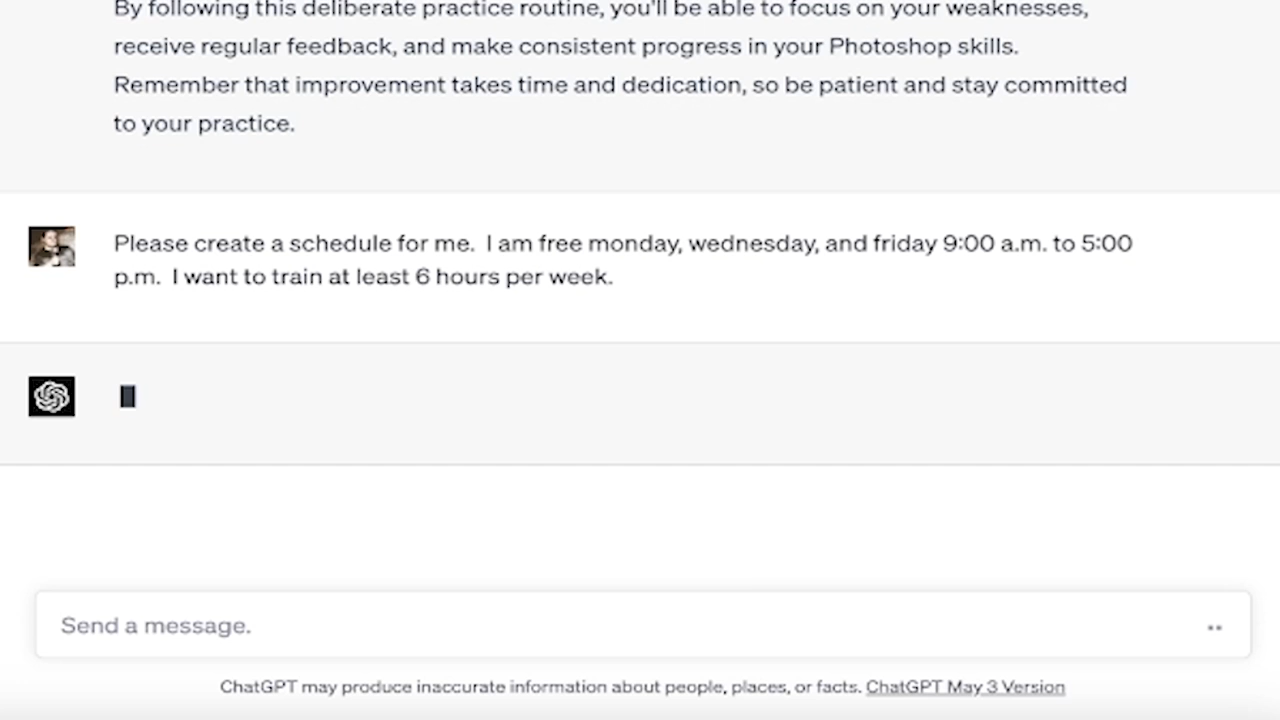 By following this deliberate practice routine, you'll be able to focus on your weaknesses,
receive regular feedback, and make consistent progress in your Photoshop skills.
Remember that improvement takes time and dedication, so be patient and stay committed
to your practice.
Please create a schedule for me.  I am free monday, wednesday, and friday 9:00 a.m. to 5:00
p.m.  I want to train at least 6 hours per week.
Send a message.
ChatGPT may produce inaccurate information about people, places, or facts. ChatGPT May 3 Version